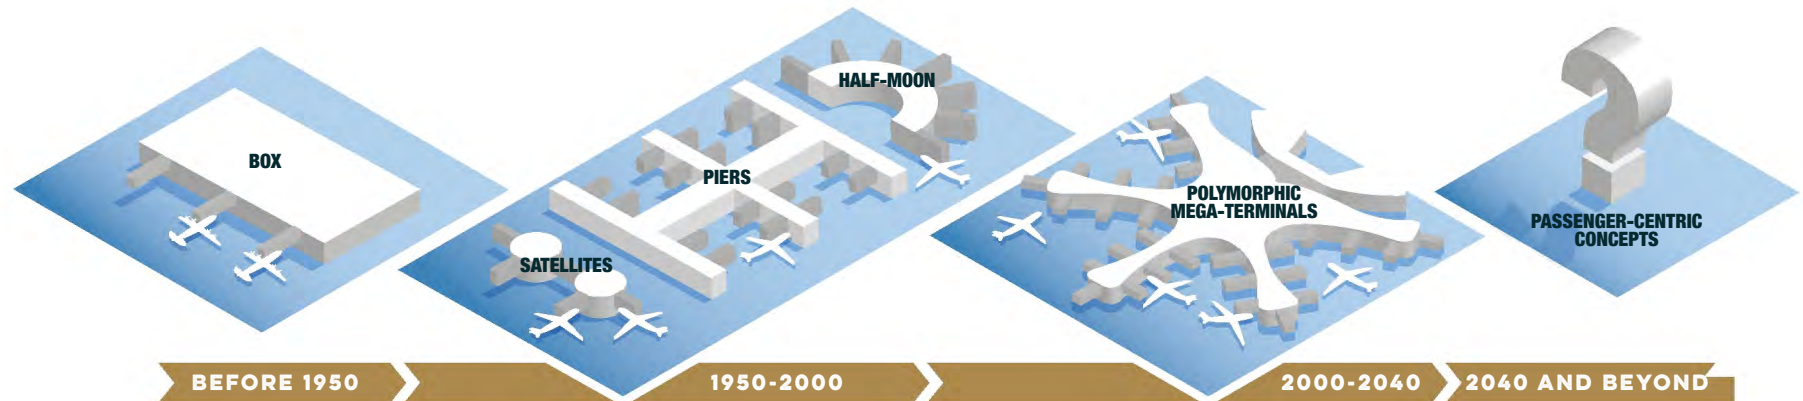 BOX
SATELLITES
PIERS
HALF-MOON
POLYMORPHIC
MEGA-TERMINALS
PASSENGER-CENTRIC
CONCEPTS
BEFORE 1950
1950-2000
2000-2040
2040 AND BEYOND